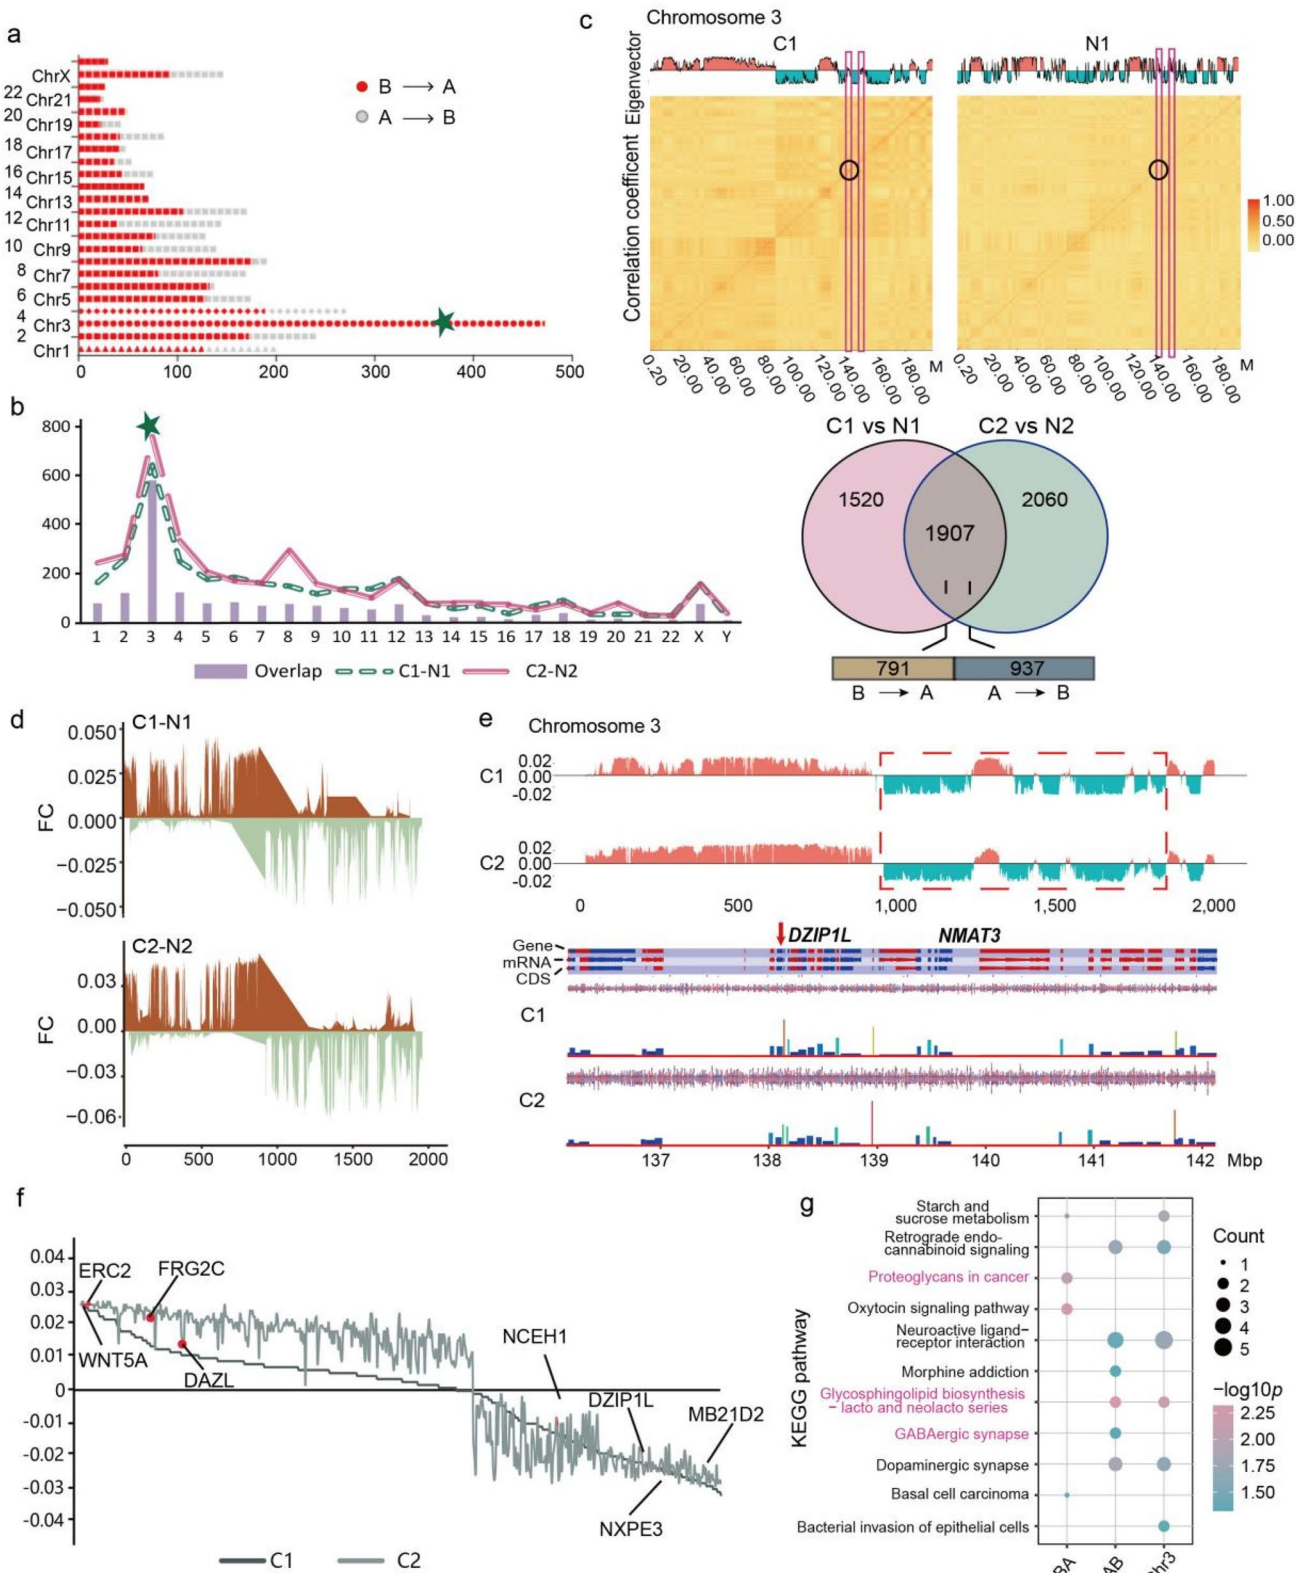 a
ChrX
22
Chr21
20
Chr19
18
Chr17
16
Chr15
14
Chr13
12
Chr11
10
Chr9
8
Chr7
6
Chr5
4
Chr3
2
Chr1
0 100 200 300 400 500
B → A
A → B
b
800
600
400
200
0
1 2 3 4 5 6 7 8 9 10 11 12 13 14 15 16 17 18 19 20 21 22 X Y
Overlap C1-N1 C2-N2
c
Chromosome 3
C1 N1
Eigenvector
Correlation coefficent
0.20 20.00 40.00 60.00 80.00 100.00 120.00 140.00 160.00 180.00 M
0.20 20.00 40.00 60.00 80.00 100.00 120.00 140.00 160.00 180.00 M
1.00
0.50
0.00
C1 vs N1 C2 vs N2
1520 1907 2060
791 937
B → A A → B
d
C1-N1
FC
0.050
0.025
0.000
−0.025
−0.050
C2-N2
FC
0.03
0.00
−0.03
−0.06
0 500 1000 1500 2000
e
Chromosome 3
C1
0.02
0.00
-0.02
C2
0.02
0.00
-0.02
0 500 1,000 1,500 2,000
DZIP1L NMAT3
Gene
mRNA
CDS
C1
C2
137 138 139 140 141 142 Mbp
f
0.04
0.03
0.02
0.01
0
-0.01
-0.02
-0.03
-0.04
ERC2
FRG2C
WNT5A
DAZL
NCEH1
DZIP1L
MB21D2
NXPE3
C1 C2
g
KEGG pathway
Starch and
sucrose metabolism
Retrograde endo-
cannabinoid signaling
Proteoglycans in cancer
Oxytocin signaling pathway
Neuroactive ligand−
receptor interaction
Morphine addiction
Glycosphingolipid biosynthesis
− lacto and neolacto series
GABAergic synapse
Dopaminergic synapse
Basal cell carcinoma
Bacterial invasion of epithelial cells
BA AB
Count
1
2
3
4
5
−log10p
2.25
2.00
1.75
1.50